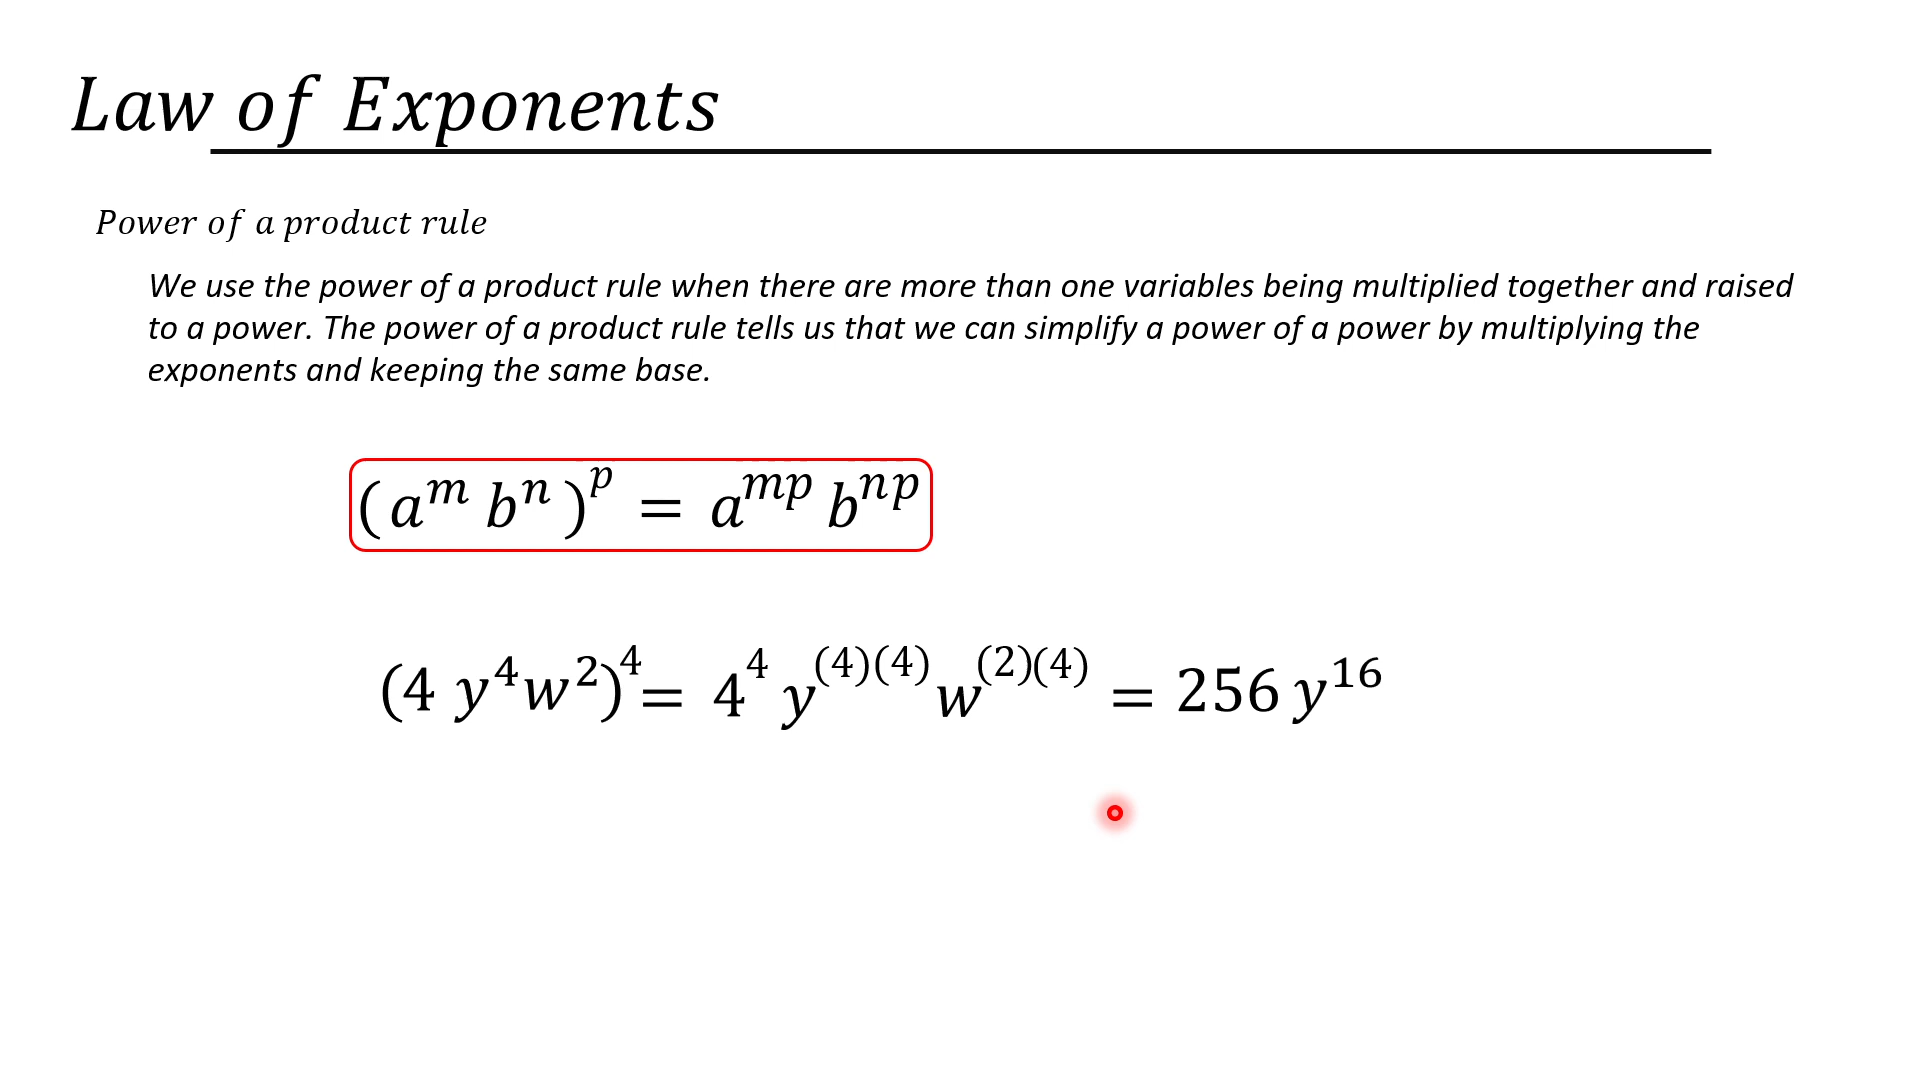 Law of Exponents
Power of a product rule
We use the power of a product rule when there are more than one variables being multiplied together and raised
to a power. The power of a product rule tells us that we can simplify a power of a power by multiplying the
exponents and keeping the same base.
(a^m b^n)^p = a^{mp} b^{np}
(4 y^4 w^2)^4 = 4^4 y^{(4)(4)} w^{(2)(4)} = 256 y^{16}